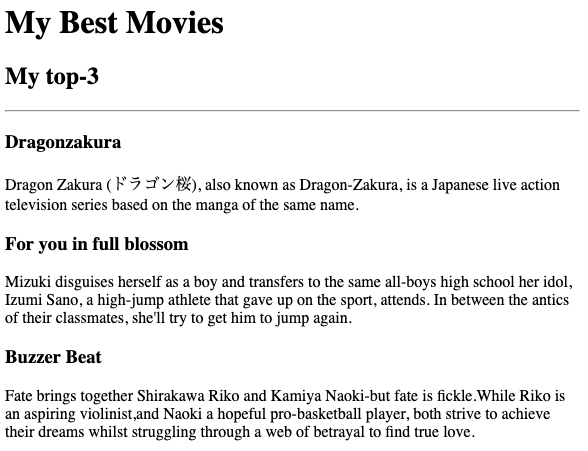 My Best Movies
My top-3
Dragonzakura
Dragon Zakura (ドラゴン桜), also known as Dragon-Zakura, is a Japanese live action
television series based on the manga of the same name.
For you in full blossom
Mizuki disguises herself as a boy and transfers to the same all-boys high school her idol,
Izumi Sano, a high-jump athlete that gave up on the sport, attends. In between the antics
of their classmates, she'll try to get him to jump again.
Buzzer Beat
Fate brings together Shirakawa Riko and Kamiya Naoki-but fate is fickle.While Riko is
an aspiring violinist,and Naoki a hopeful pro-basketball player, both strive to achieve
their dreams whilst struggling through a web of betrayal to find true love.